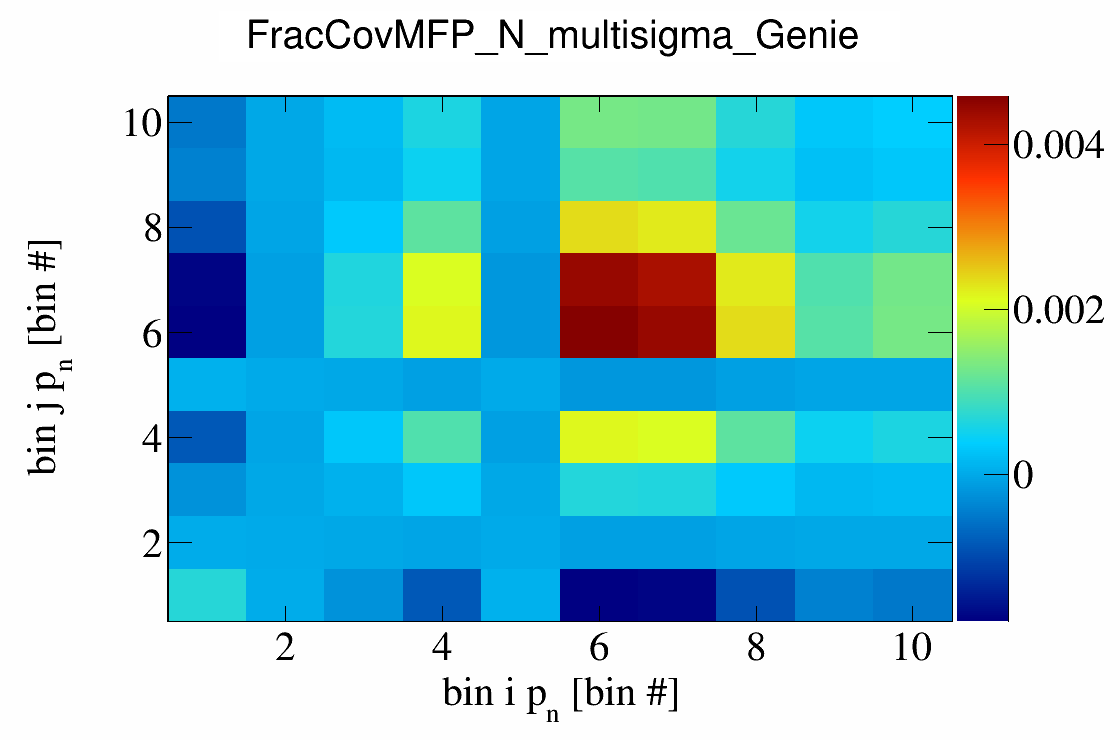 FracCovMFP_N_multisigma_Genie
10
8
6
4
2
bin j p_n [bin #]
2 4 6 8 10
bin i p_n [bin #]
0.004
0.002
0